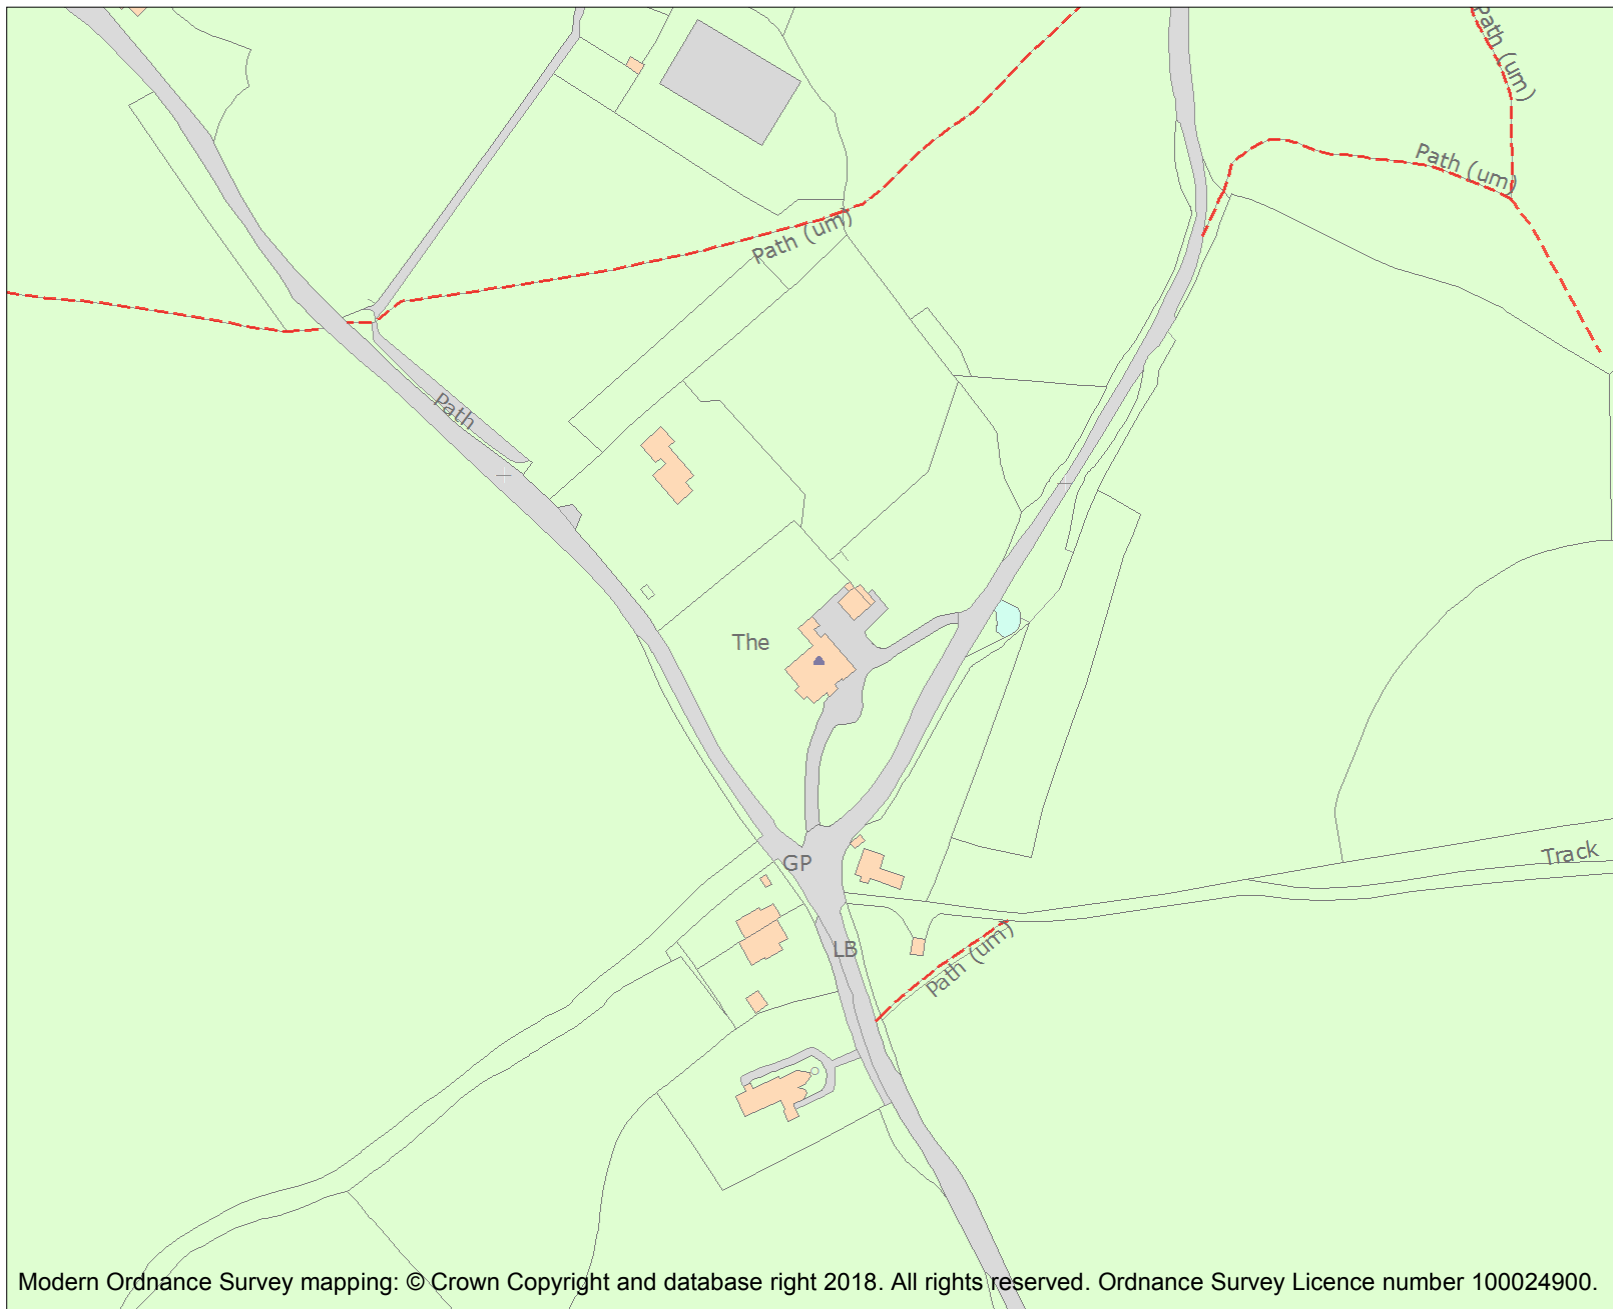 Path (um)
Path (um)
Path (um)
Path
The
GP
Track
LB
Path (um)
Modern Ordnance Survey mapping: © Crown Copyright and database right 2018. All rights reserved. Ordnance Survey Licence number 100024900.